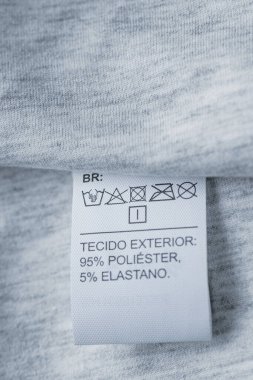 BR:
TECIDO EXTERIOR:
95% POLIÉSTER,
5% ELASTANO.